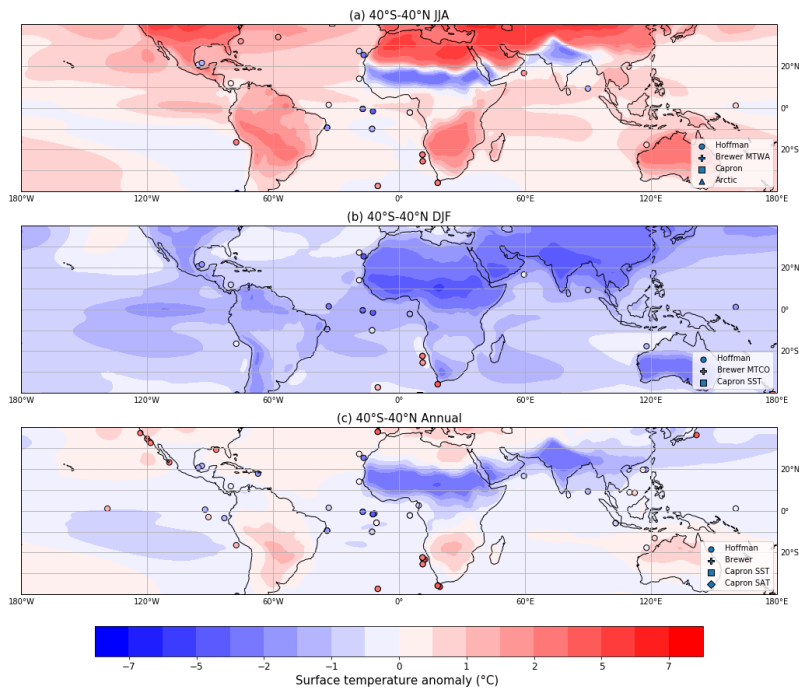 (a) 40°S-40°N JJA
20°N
0°
20°S
Hoffman
Brewer MTWA
Capron
Arctic
180°W 120°W 60°W 0° 60°E 120°E 180°E
(b) 40°S-40°N DJF
20°N
0°
20°S
Hoffman
Brewer MTCO
Capron SST
180°W 120°W 60°W 0° 60°E 120°E 180°E
(c) 40°S-40°N Annual
20°N
0°
20°S
Hoffman
Brewer
Capron SST
Capron SAT
180°W 120°W 60°W 0° 60°E 120°E 180°E
−7 −5 −2 −1 0 1 2 5 7
Surface temperature anomaly (°C)